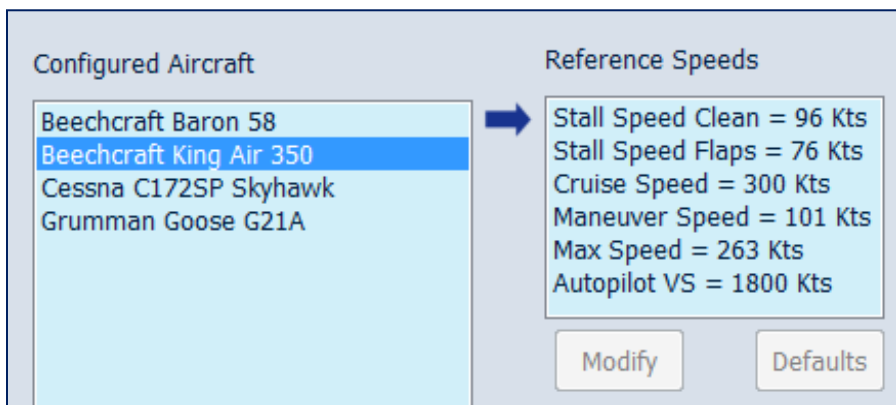 Configured Aircraft
Beechcraft Baron 58
Beechcraft King Air 350
Cessna C172SP Skyhawk
Grumman Goose G21A
Reference Speeds
Stall Speed Clean = 96 Kts
Stall Speed Flaps = 76 Kts
Cruise Speed = 300 Kts
Maneuver Speed = 101 Kts
Max Speed = 263 Kts
Autopilot VS = 1800 Kts
Modify
Defaults